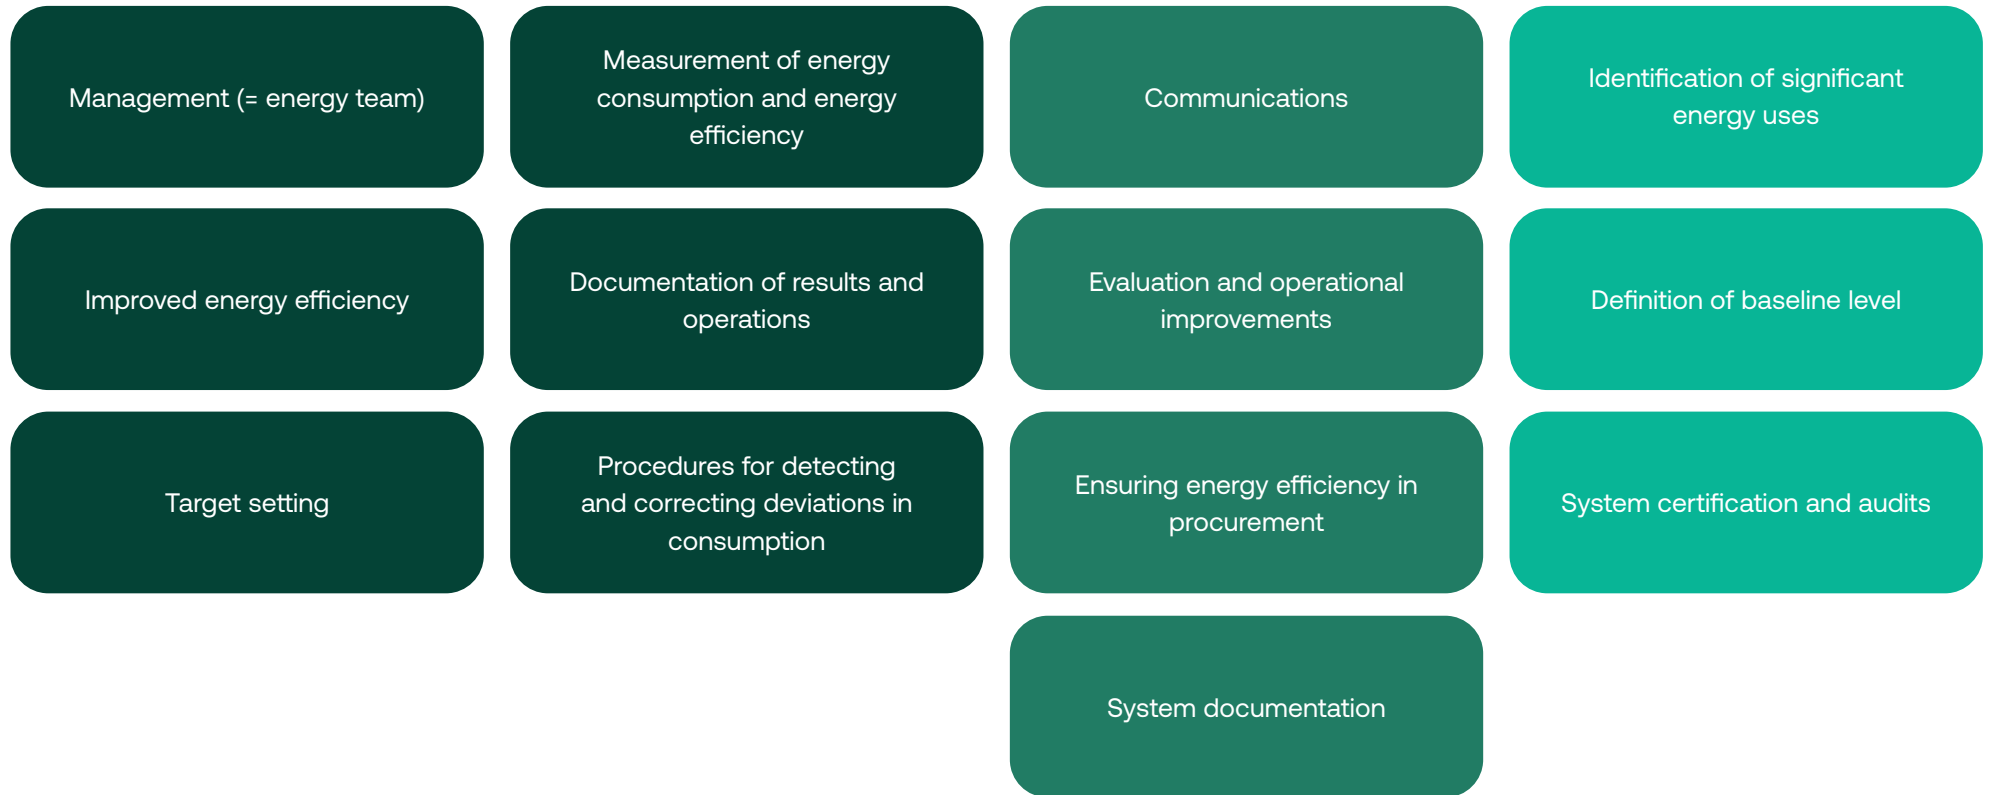 Management (= energy team)
Measurement of energy
consumption and energy
efficiency
Communications
Identification of significant
energy uses
Improved energy efficiency
Documentation of results and
operations
Evaluation and operational
improvements
Definition of baseline level
Target setting
Procedures for detecting
and correcting deviations in
consumption
Ensuring energy efficiency in
procurement
System certification and audits
System documentation